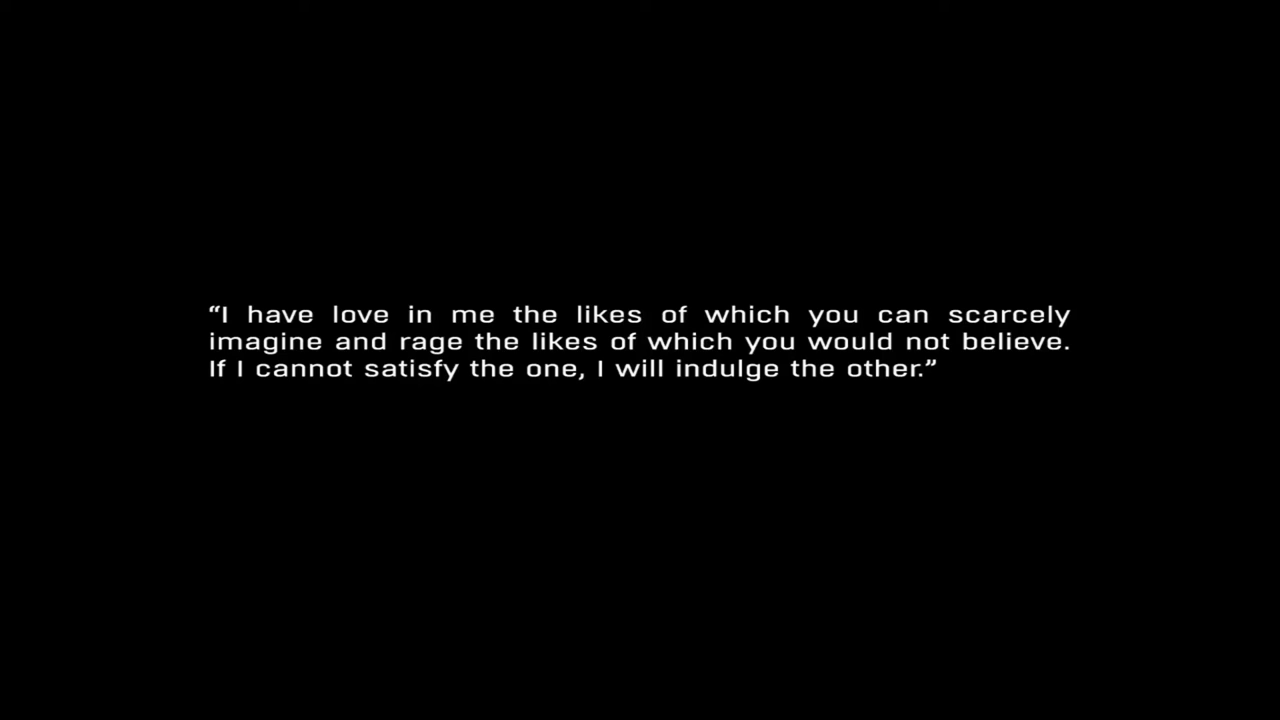 “I have love in me the likes of which you can scarcely
imagine and rage the likes of which you would not believe.
If I cannot satisfy the one, I will indulge the other.”